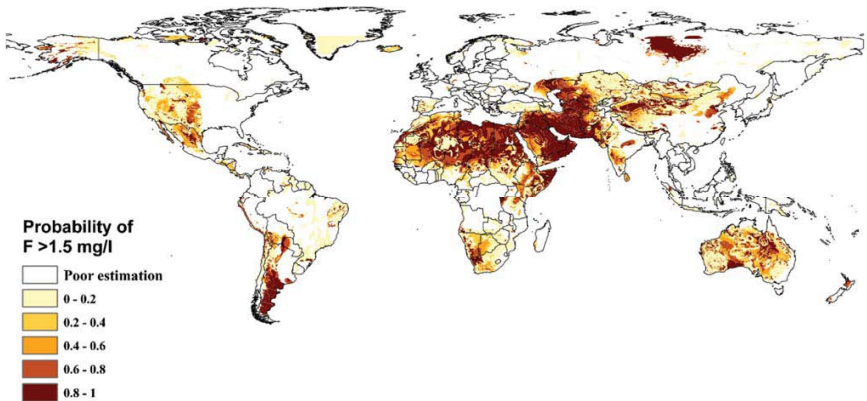 Probability of
F >1.5 mg/l
Poor estimation
0 - 0.2
0.2 - 0.4
0.4 - 0.6
0.6 - 0.8
0.8 - 1